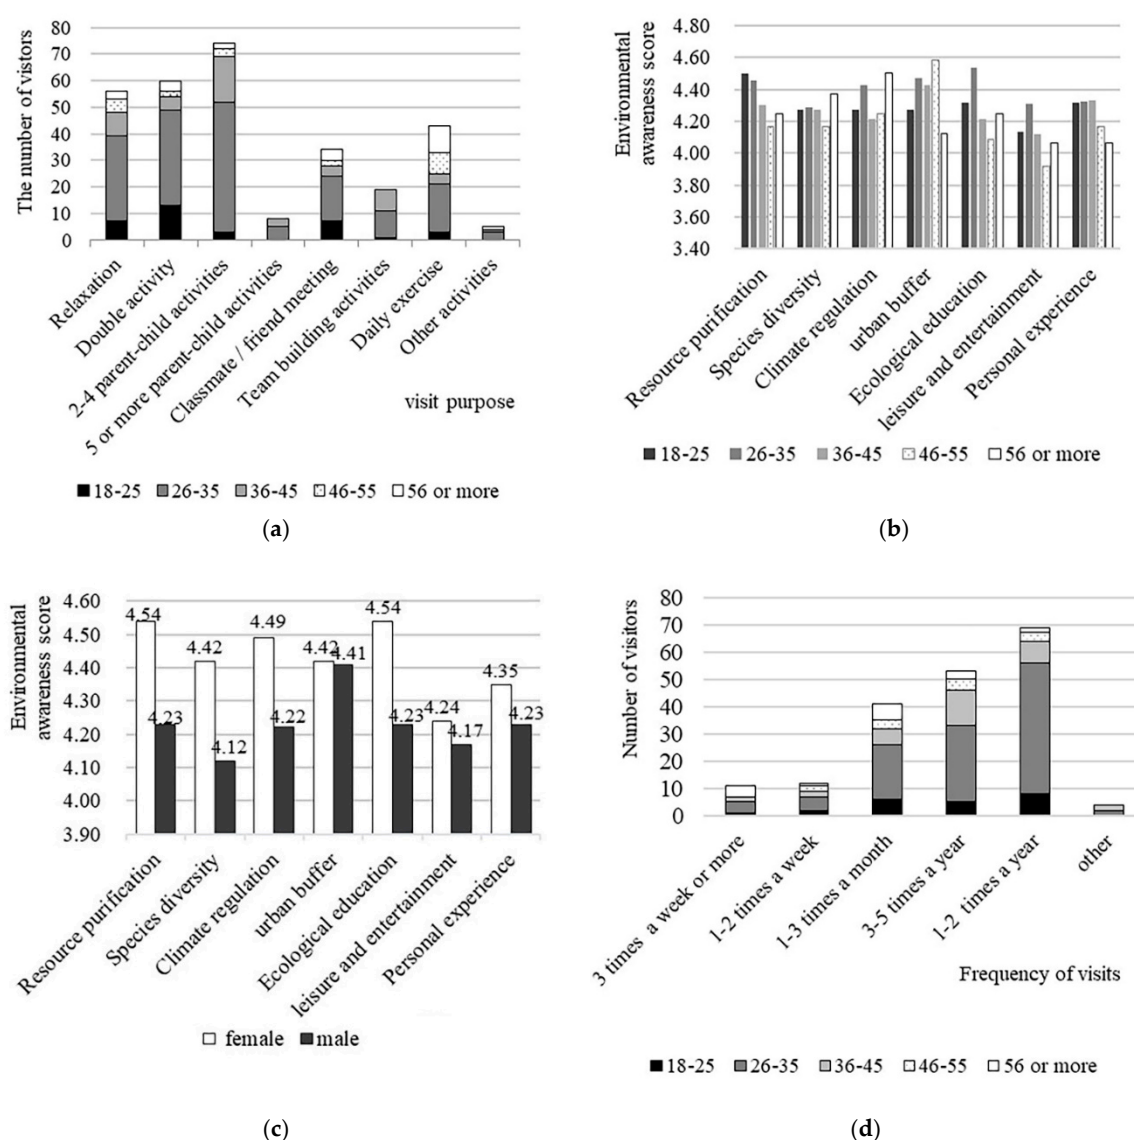 The number of vistors
80
70
60
50
40
30
20
10
0
Relaxation
Double activity
2-4 parent-child activities
5 or more parent-child activities
Classmate / friend meeting
Team building activities
Daily exercise
Other activities
visit purpose
18-25 26-35 36-45 46-55 56 or more
(a)
Environmental
awareness score
4.80
4.60
4.40
4.20
4.00
3.80
3.60
3.40
Resource purification
Species diversity
Climate regulation
urban buffer
Ecological education
leisure and entertainment
Personal experience
18-25 26-35 36-45 46-55 56 or more
(b)
Environmental
awareness score
4.60
4.50
4.40
4.30
4.20
4.10
4.00
3.90
4.54
4.23
4.42
4.12
4.49
4.22
4.42
4.41
4.54
4.23
4.24
4.17
4.35
4.23
Resource purification
Species diversity
Climate regulation
urban buffer
Ecological education
leisure and entertainment
Personal experience
female male
(c)
Number of visitors
80
70
60
50
40
30
20
10
0
3 times a week or more
1-2 times a week
1-3 times a month
3-5 times a year
1-2 times a year
other
Frequency of visits
18-25 26-35 36-45 46-55 56 or more
(d)